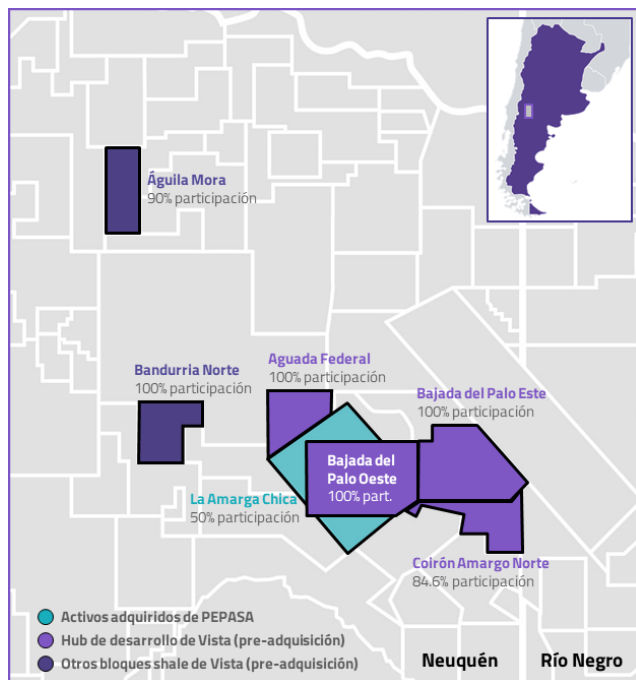 Águila Mora
90% participación
Bandurria Norte
100% participación
Aguada Federal
100% participación
Bajada del Palo Este
100% participación
Bajada del
Palo Oeste
100% part.
La Amarga Chica
50% participación
Coirón Amargo Norte
84.6% participación
Activos adquiridos de PEPASA
Hub de desarrollo de Vista (pre-adquisición)
Otros bloques shale de Vista (pre-adquisición)
Neuquén
Río Negro